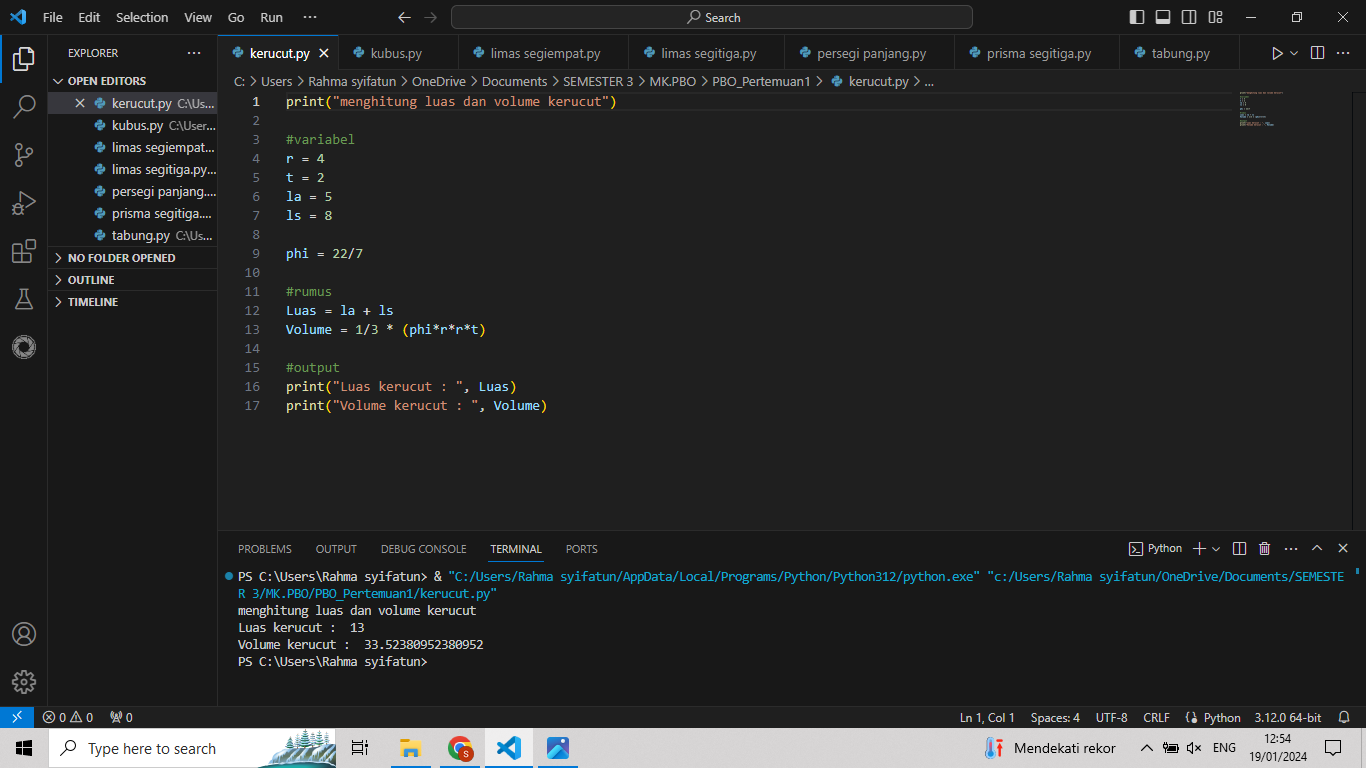 File Edit Selection View Go Run ··· Search
EXPLORER ···
OPEN EDITORS
kerucut.py C:\Us...
kubus.py C:\User...
limas segiempat...
limas segitiga.py...
persegi panjang....
prisma segitiga....
tabung.py C:\Us...
NO FOLDER OPENED
OUTLINE
TIMELINE
kerucut.py kubus.py limas segiempat.py limas segitiga.py persegi panjang.py prisma segitiga.py tabung.py
C: > Users > Rahma syifatun > OneDrive > Documents > SEMESTER 3 > MK.PBO > PBO_Pertemuan1 > kerucut.py > ...
1 print("menghitung luas dan volume kerucut")
2
3 #variabel
4 r = 4
5 t = 2
6 la = 5
7 ls = 8
8
9 phi = 22/7
10
11 #rumus
12 Luas = la + ls
13 Volume = 1/3 * (phi*r*r*t)
14
15 #output
16 print("Luas kerucut : ", Luas)
17 print("Volume kerucut : ", Volume)
PROBLEMS OUTPUT DEBUG CONSOLE TERMINAL PORTS Python
PS C:\Users\Rahma syifatun> & "C:/Users/Rahma syifatun/AppData/Local/Programs/Python/Python312/python.exe" "c:/Users/Rahma syifatun/OneDrive/Documents/SEMESTE
R 3/MK.PBO/PBO_Pertemuan1/kerucut.py"
menghitung luas dan volume kerucut
Luas kerucut :  13
Volume kerucut :  33.52380952380952
PS C:\Users\Rahma syifatun>
0 0 0 Ln 1, Col 1 Spaces: 4 UTF-8 CRLF Python 3.12.0 64-bit
Type here to search Mendekati rekor ENG 12:54
19/01/2024